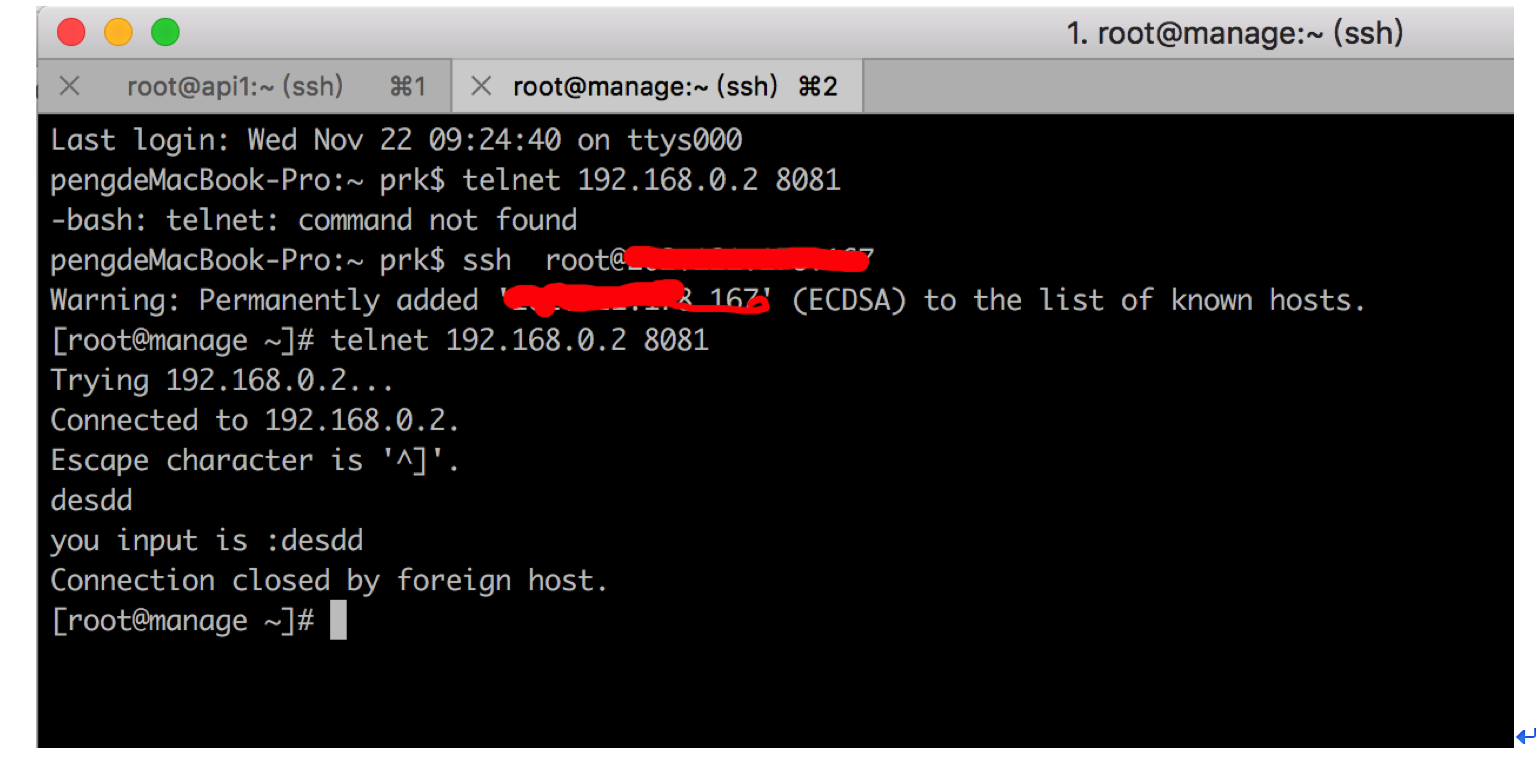 1. root@manage:~ (ssh)
root@api1:~ (ssh) ⌘1 root@manage:~ (ssh) ⌘2
Last login: Wed Nov 22 09:24:40 on ttys000
pengdeMacBook-Pro:~ prk$ telnet 192.168.0.2 8081
-bash: telnet: command not found
pengdeMacBook-Pro:~ prk$ ssh  root@
Warning: Permanently added ' (ECDSA) to the list of known hosts.
[root@manage ~]# telnet 192.168.0.2 8081
Trying 192.168.0.2...
Connected to 192.168.0.2.
Escape character is '^]'.
desdd
you input is :desdd
Connection closed by foreign host.
[root@manage ~]#